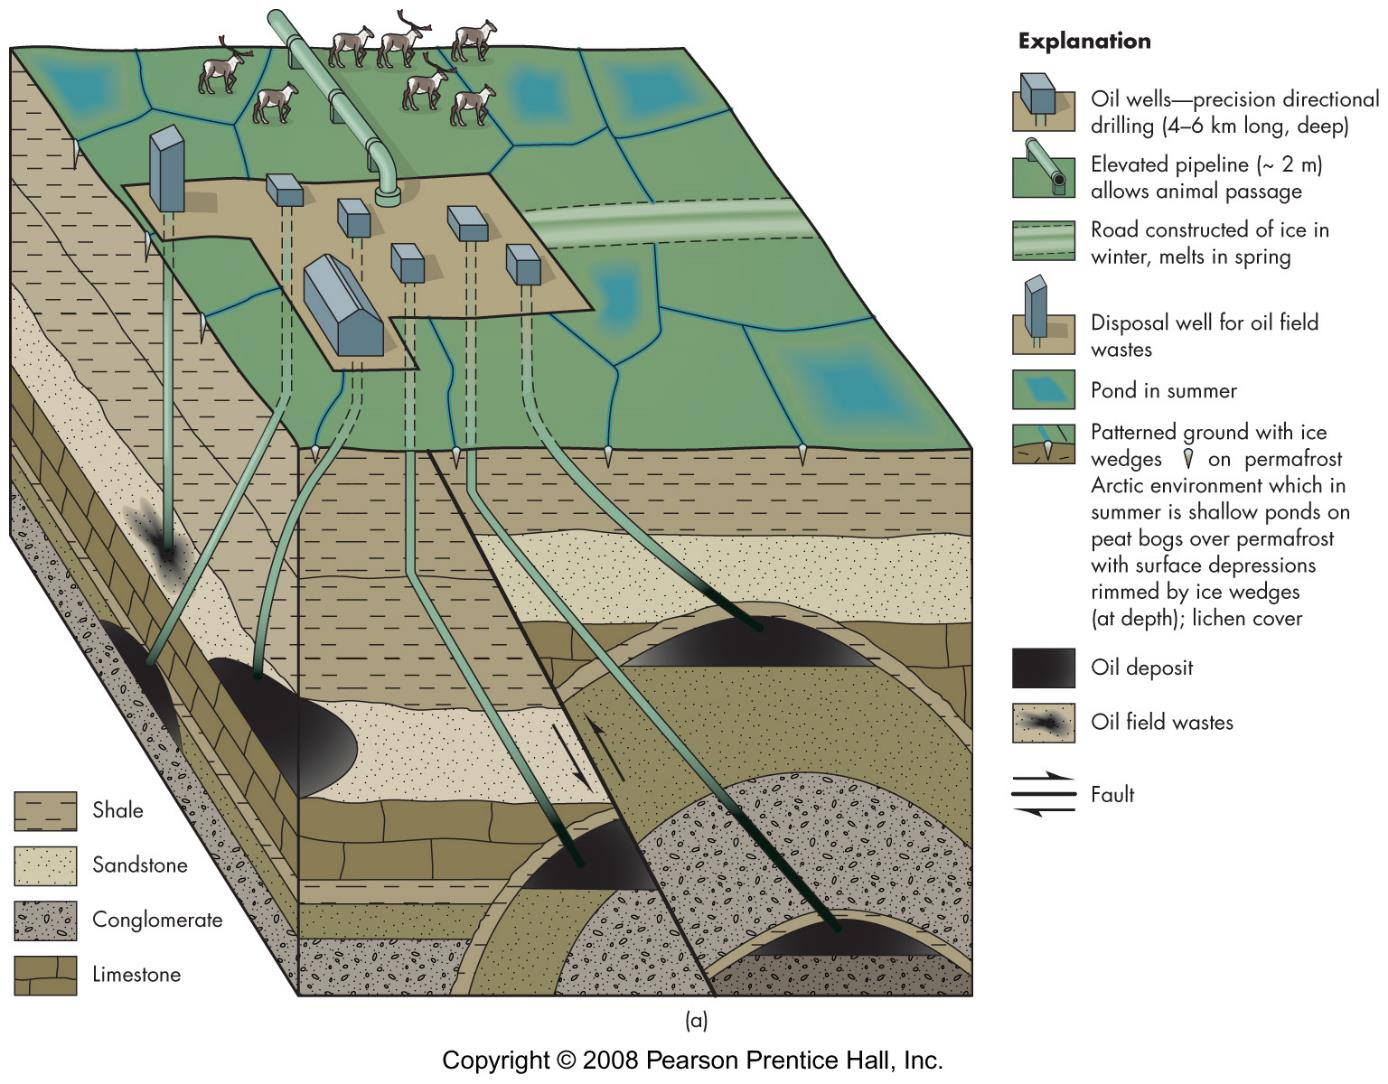 Explanation
Oil wells—precision directional
drilling (4–6 km long, deep)
Elevated pipeline (~ 2 m)
allows animal passage
Road constructed of ice in
winter, melts in spring
Disposal well for oil field
wastes
Pond in summer
Patterned ground with ice
wedges on permafrost
Arctic environment which in
summer is shallow ponds on
peat bogs over permafrost
with surface depressions
rimmed by ice wedges
(at depth); lichen cover
Oil deposit
Oil field wastes
Fault
Shale
Sandstone
Conglomerate
Limestone
(a)
Copyright © 2008 Pearson Prentice Hall, Inc.